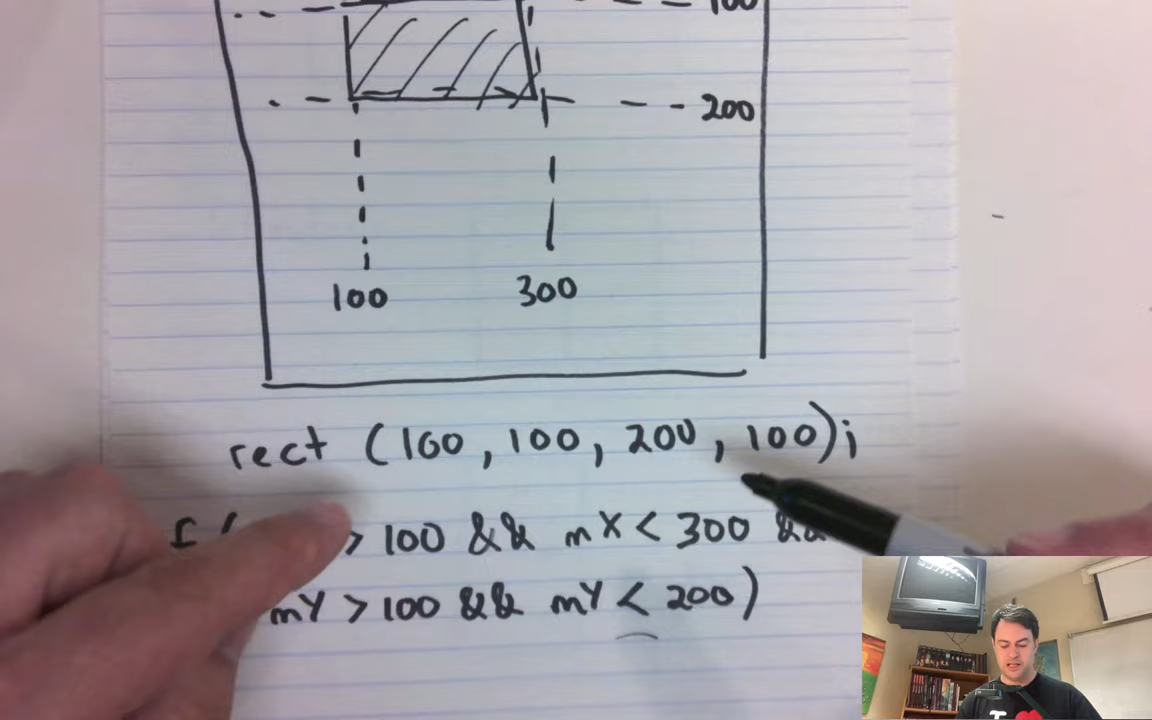 100
200
100 300
rect (100, 100, 200, 100);
> 100 && mX < 300 &&
mY > 100 && mY < 200)
I